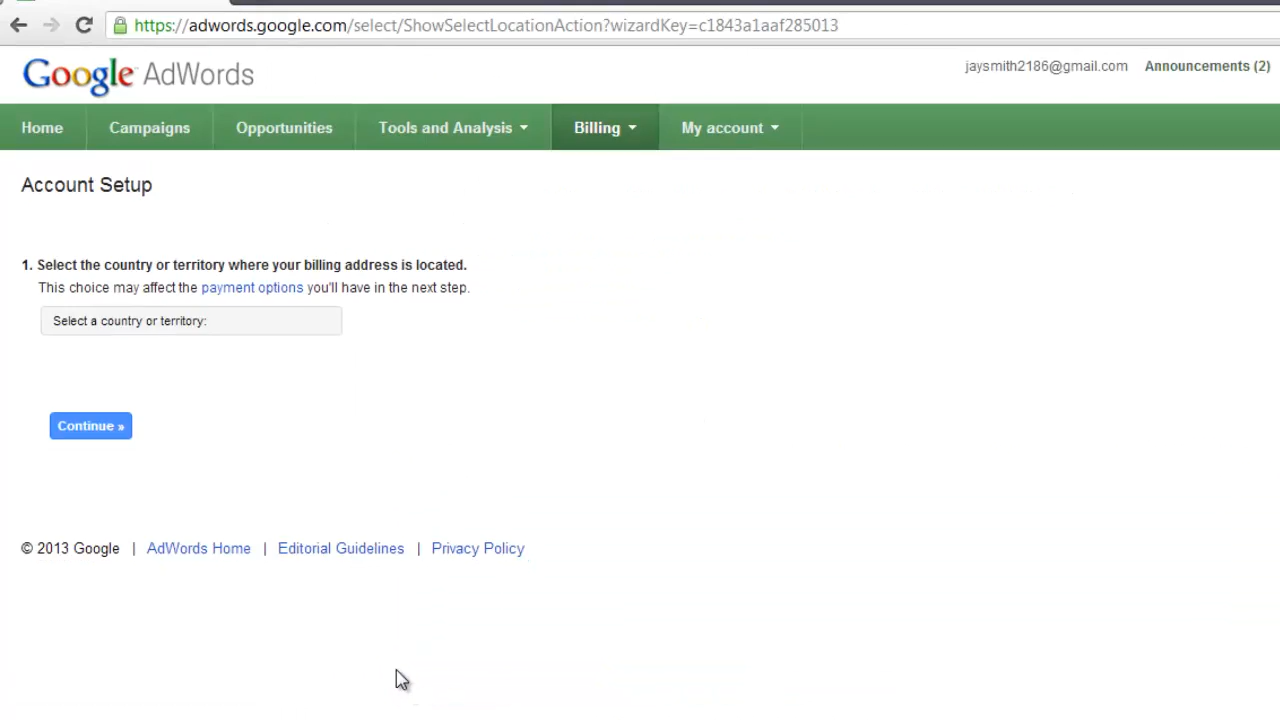 https://adwords.google.com/select/ShowSelectLocationAction?wizardKey=c1843a1aaf285013
Google AdWords
jaysmith2186@gmail.com Announcements (2)
Home Campaigns Opportunities Tools and Analysis Billing My account
Account Setup
1. Select the country or territory where your billing address is located.
This choice may affect the payment options you'll have in the next step.
Select a country or territory:
Continue »
© 2013 Google | AdWords Home | Editorial Guidelines | Privacy Policy